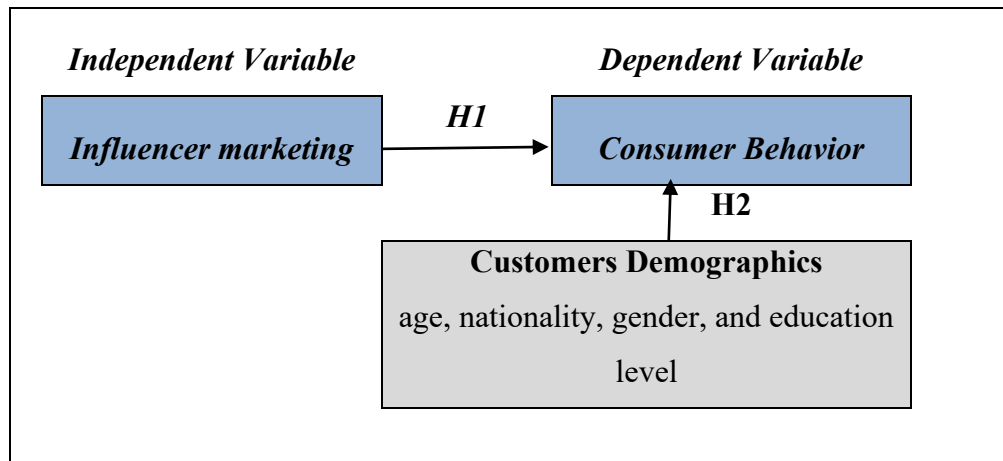 Independent Variable
Dependent Variable
H1
Influencer marketing
Consumer Behavior
H2
Customers Demographics
age, nationality, gender, and education
level